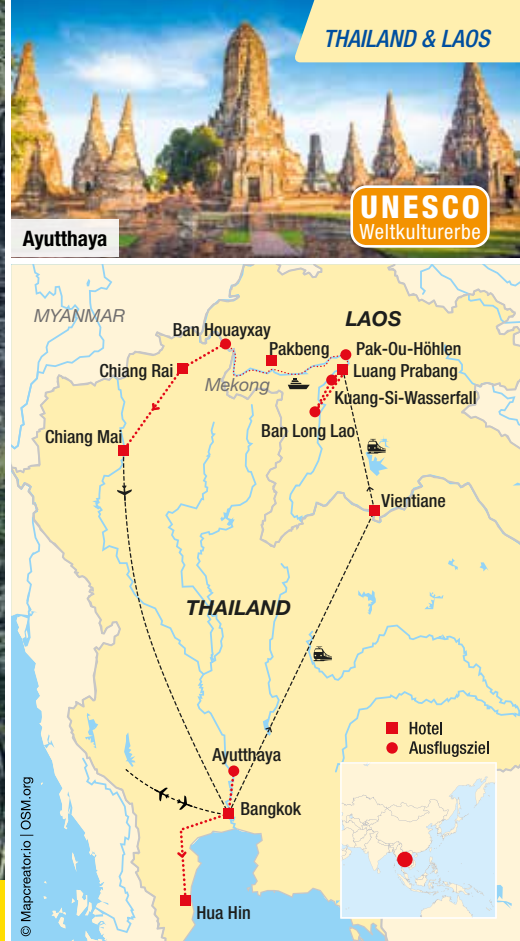 THAILAND & LAOS
UNESCO
Weltkulturerbe
Ayutthaya
MYANMAR
LAOS
Ban Houayxay
Pakbeng
Pak-Ou-Höhlen
Chiang Rai
Mekong
Luang Prabang
Kuang-Si-Wasserfall
Ban Long Lao
Chiang Mai
Vientiane
THAILAND
Hotel
Ausflugsziel
Ayutthaya
Bangkok
Hua Hin
© Mapcreator.io | OSM.org